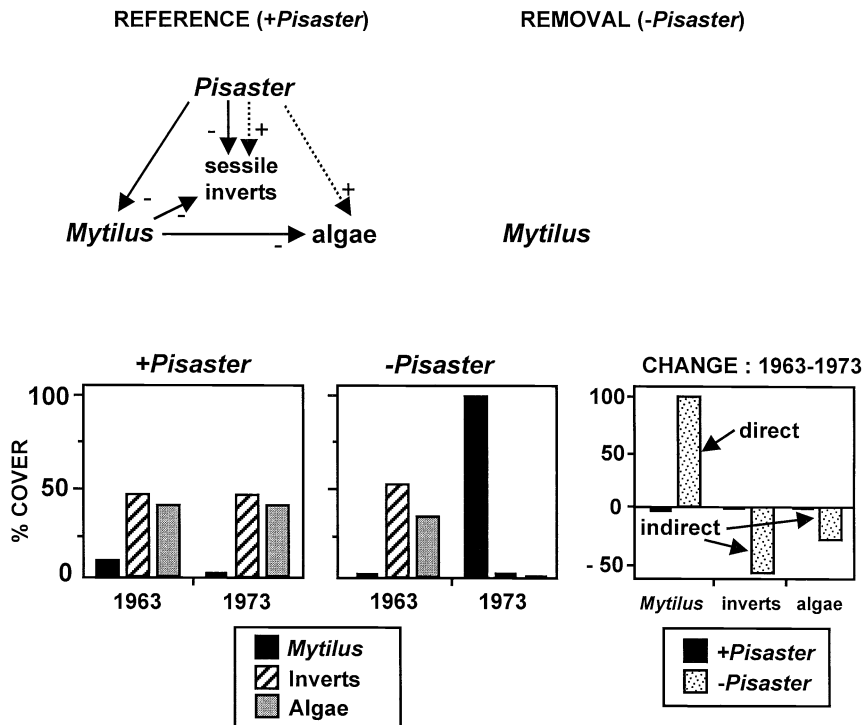 REFERENCE (+Pisaster)
REMOVAL (-Pisaster)
Pisaster
- +
sessile
inverts
+
-
-
Mytilus
algae
-
Mytilus
+Pisaster
-Pisaster
CHANGE : 1963-1973
% COVER
100
50
0
1963
1973
1963
1973
100
50
0
- 50
direct
indirect
Mytilus
inverts
algae
Mytilus
Inverts
Algae
+Pisaster
-Pisaster